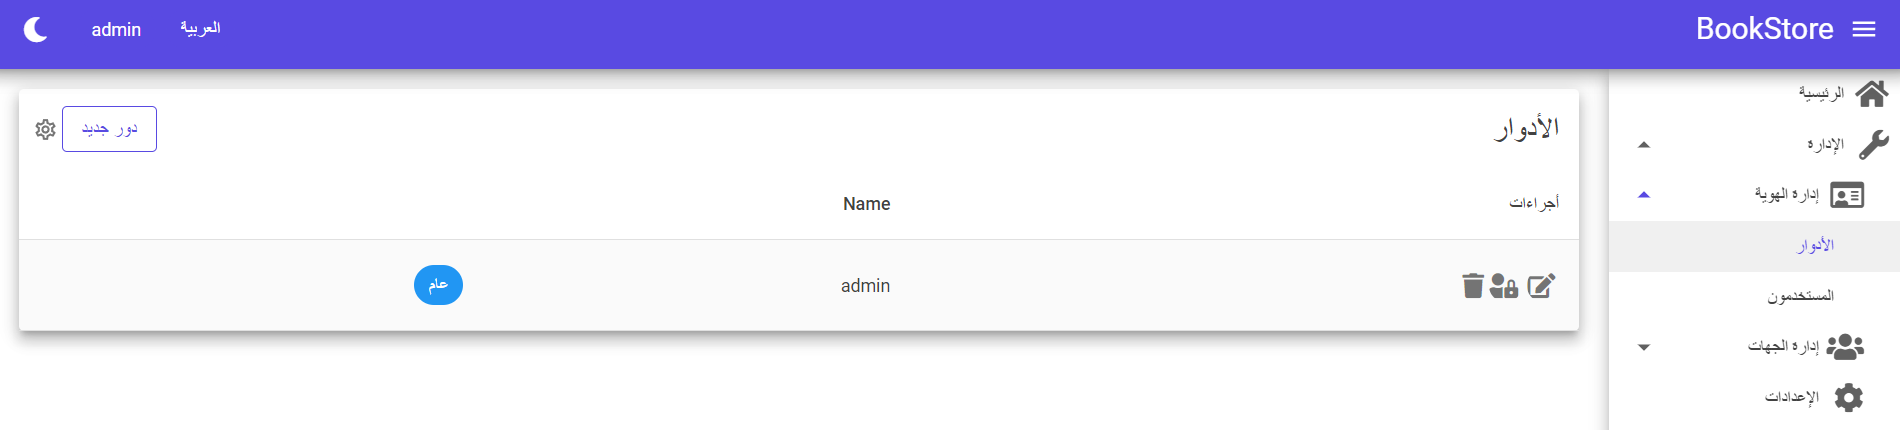 BookStore
العربية
admin
الرئيسية
الإدارة
إدارة الهوية
الأدوار
المستخدمون
إدارة الجهات
الإعدادات
الأدوار
دور جديد
أجراءات
Name
admin
عام